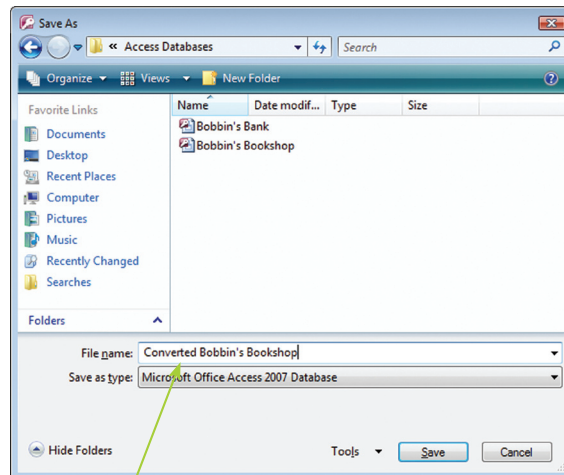 Save As
« Access Databases Search
Organize Views New Folder
Favorite Links
Documents
Desktop
Recent Places
Computer
Pictures
Music
Recently Changed
Searches
Folders
Name Date modif... Type Size
Bobbin's Bank
Bobbin's Bookshop
File name: Converted Bobbin's Bookshop
Save as type: Microsoft Office Access 2007 Database
Hide Folders Tools Save Cancel